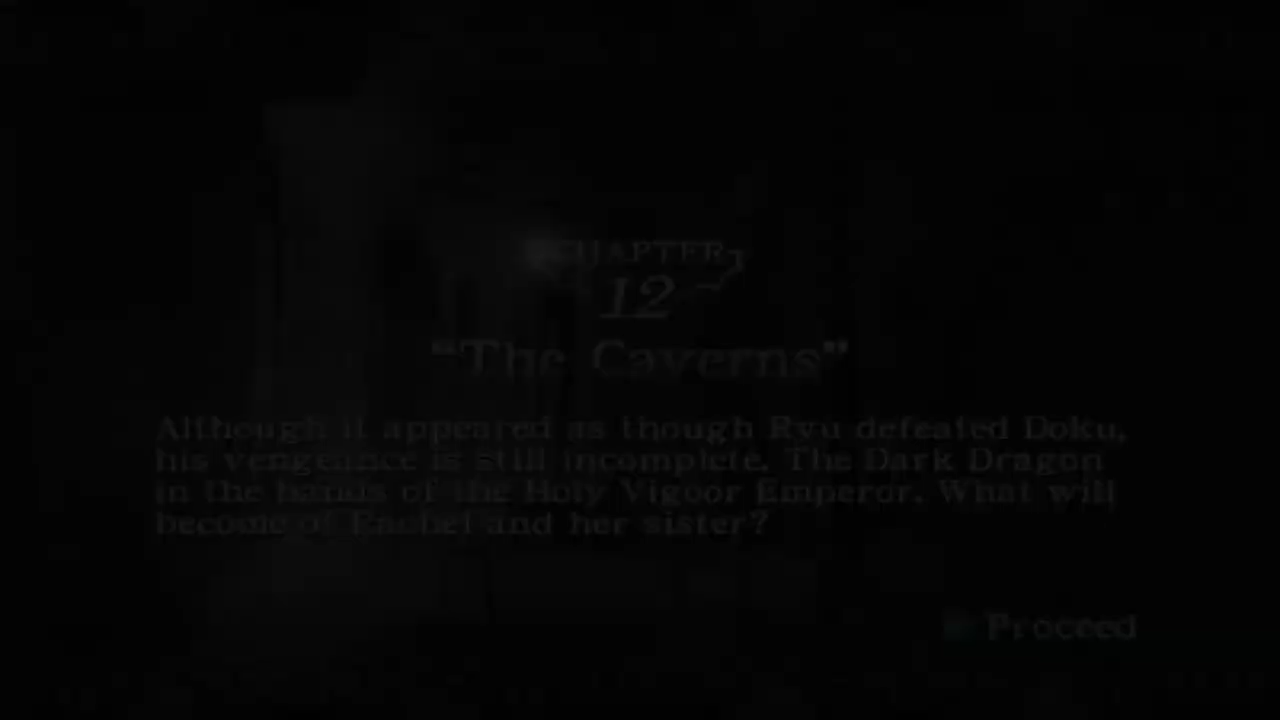 CHAPTER
12
"The Caverns"
Although it appeared as though Ryu defeated Doku,
his vengeance is still incomplete. The Dark Dragon
in the hands of the Holy Vigoor Emperor. What will
become of Rachel and her sister?
Proceed